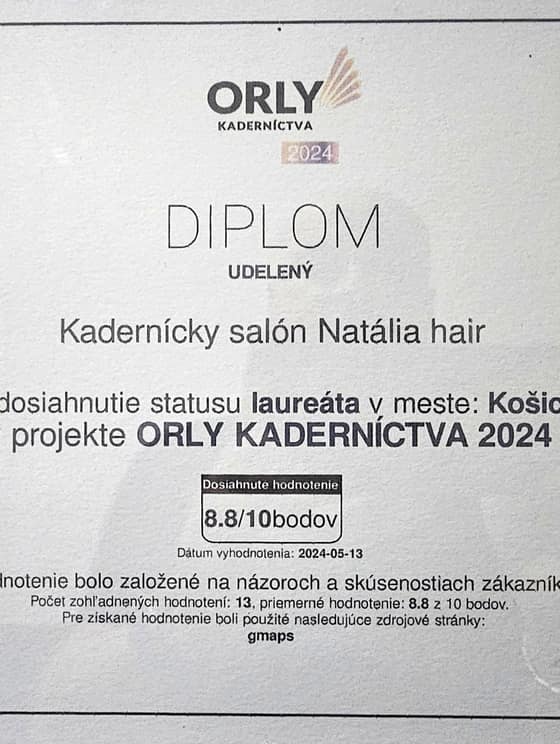 ORLY
KADERNÍCTVA
2024
DIPLOM
UDELENÝ
Kadernícky salón Natália hair
dosiahnutie statusu laureáta v meste: Košic
projekte ORLY KADERNÍCTVA 2024
Dosiahnuté hodnotenie
8.8/10bodov
Dátum vyhodnotenia: 2024-05-13
dnotenie bolo založené na názoroch a skúsenostiach zákazník
Počet zohľadnených hodnotení: 13, priemerné hodnotenie: 8.8 z 10 bodov.
Pre získané hodnotenie boli použité nasledujúce zdrojové stránky:
gmaps